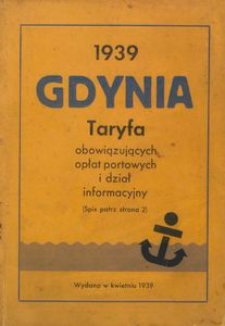 1939
GDYNIA
Taryfa
obowiązujących
opłat portowych
i dział
informacyjny
(Spis patrz strona 2)
Wydano w kwietniu 1939